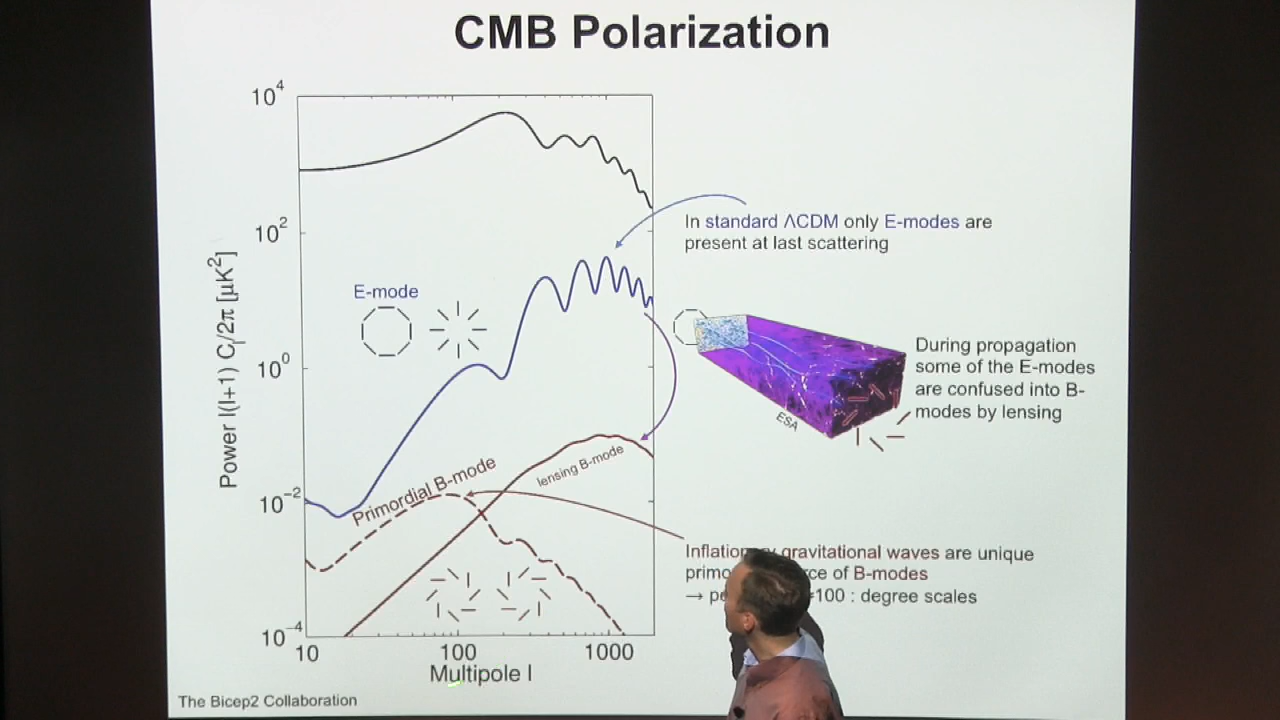 CMB Polarization
10^4
10^2
10^0
10^-2
10^-4
Power l(l+1) C_l/2π [μK^2]
10
100
1000
Multipole l
E-mode
Primordial B-mode
lensing B-mode
In standard ΛCDM only E-modes are
present at last scattering
ESA
During propagation
some of the E-modes
are confused into B-
modes by lensing
gravitational waves are unique
of B-modes
→ 100 : degree scales
The Bicep2 Collaboration